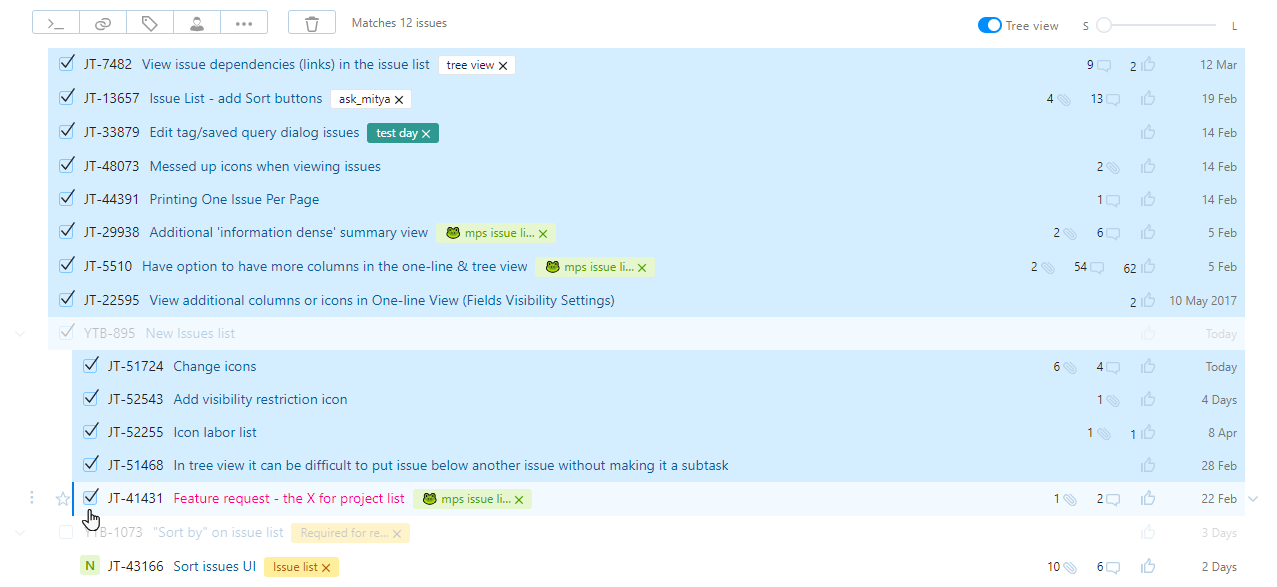 >_ Matches 12 issues Tree view S L
JT-7482 View issue dependencies (links) in the issue list tree view × 9 2 12 Mar
JT-13657 Issue List - add Sort buttons ask_mitya × 4 13 19 Feb
JT-33879 Edit tag/saved query dialog issues test day × 14 Feb
JT-48073 Messed up icons when viewing issues 2 14 Feb
JT-44391 Printing One Issue Per Page 1 14 Feb
JT-29938 Additional 'information dense' summary view mps issue li... × 2 6 5 Feb
JT-5510 Have option to have more columns in the one-line & tree view mps issue li... × 2 54 62 5 Feb
JT-22595 View additional columns or icons in One-line View (Fields Visibility Settings) 2 10 May 2017
YTB-895 New Issues list Today
JT-51724 Change icons 6 4 Today
JT-52543 Add visibility restriction icon 1 4 Days
JT-52255 Icon labor list 1 1 8 Apr
JT-51468 In tree view it can be difficult to put issue below another issue without making it a subtask 28 Feb
JT-41431 Feature request - the X for project list mps issue li... × 1 2 22 Feb
YTB-1073 "Sort by" on issue list Required for re... × 3 Days
N JT-43166 Sort issues UI Issue list × 10 6 2 Days